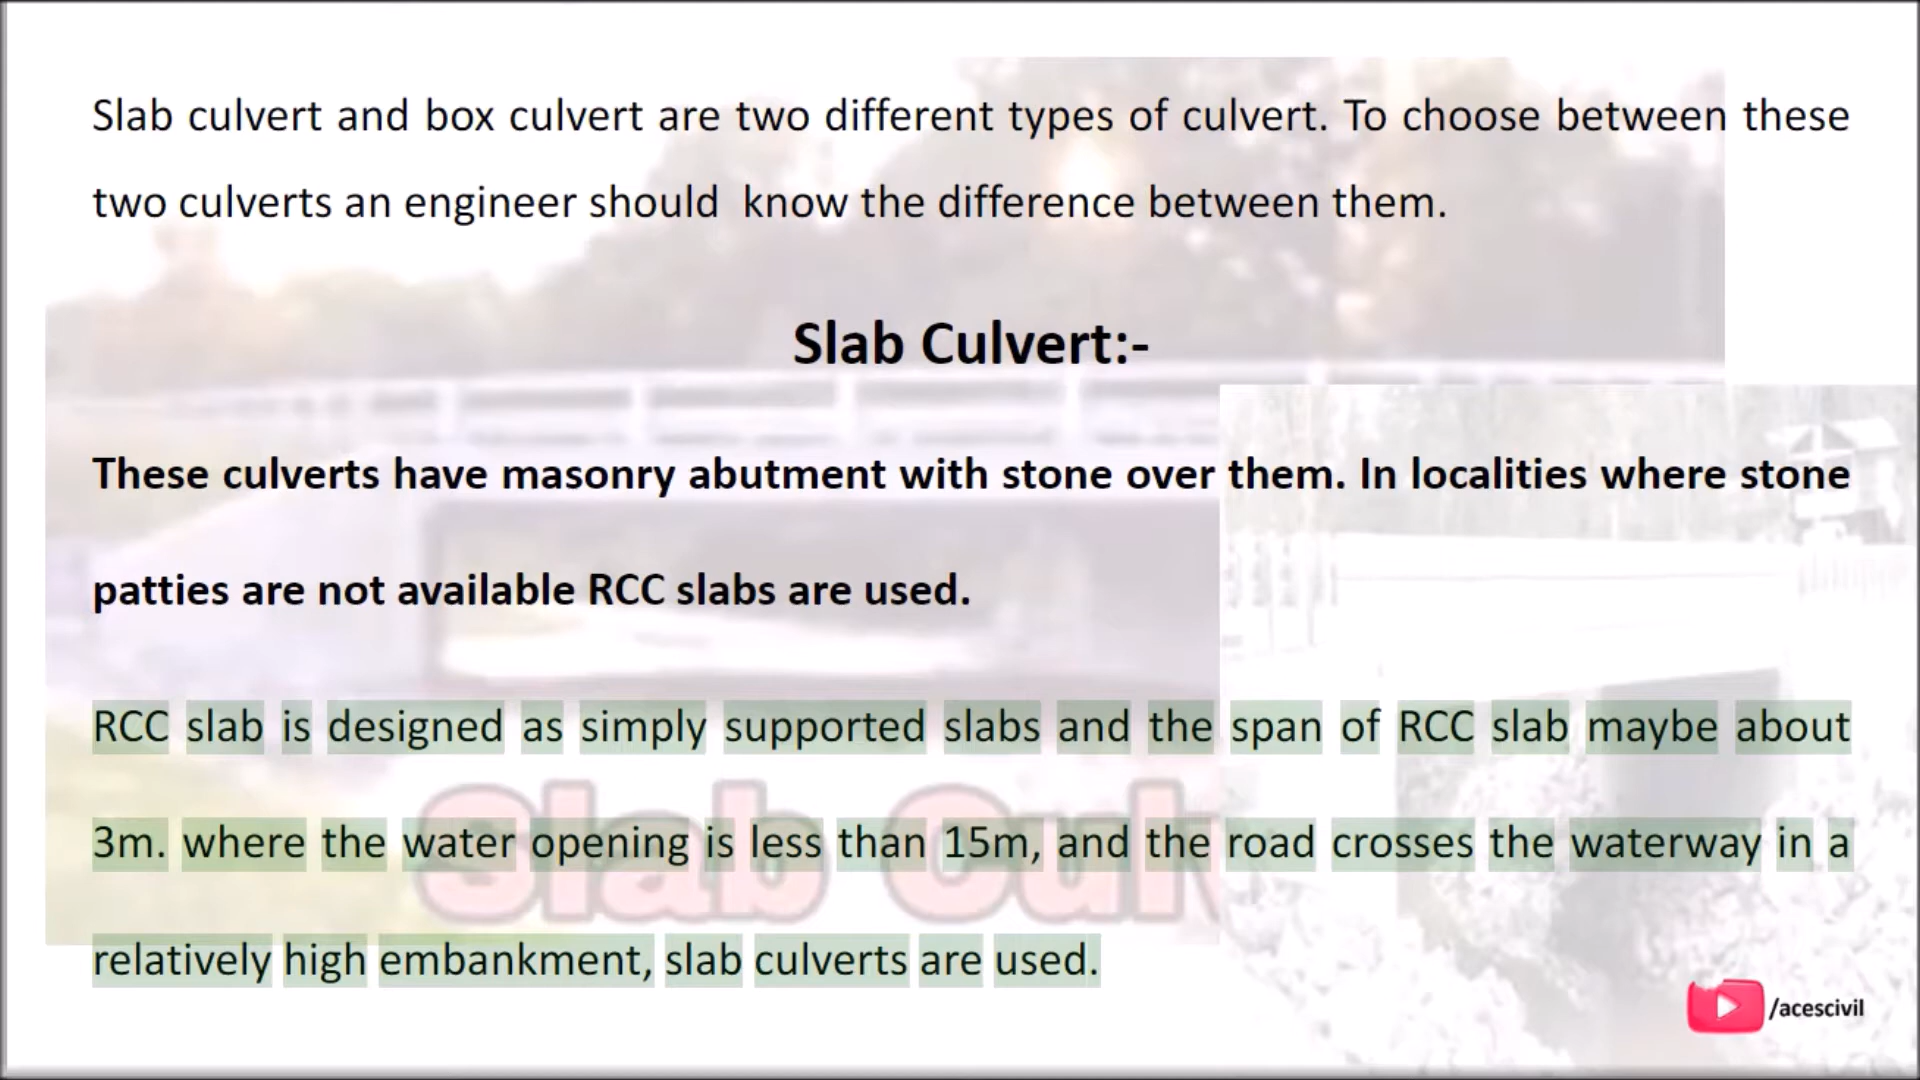 Slab culvert and box culvert are two different types of culvert. To choose between these
two culverts an engineer should know the difference between them.
Slab Culvert:-
These culverts have masonry abutment with stone over them. In localities where stone
patties are not available RCC slabs are used.
RCC slab is designed as simply supported slabs and the span of RCC slab maybe about
3m. where the water opening is less than 15m, and the road crosses the waterway in a
relatively high embankment, slab culverts are used.
Slab Cul
/acescivil